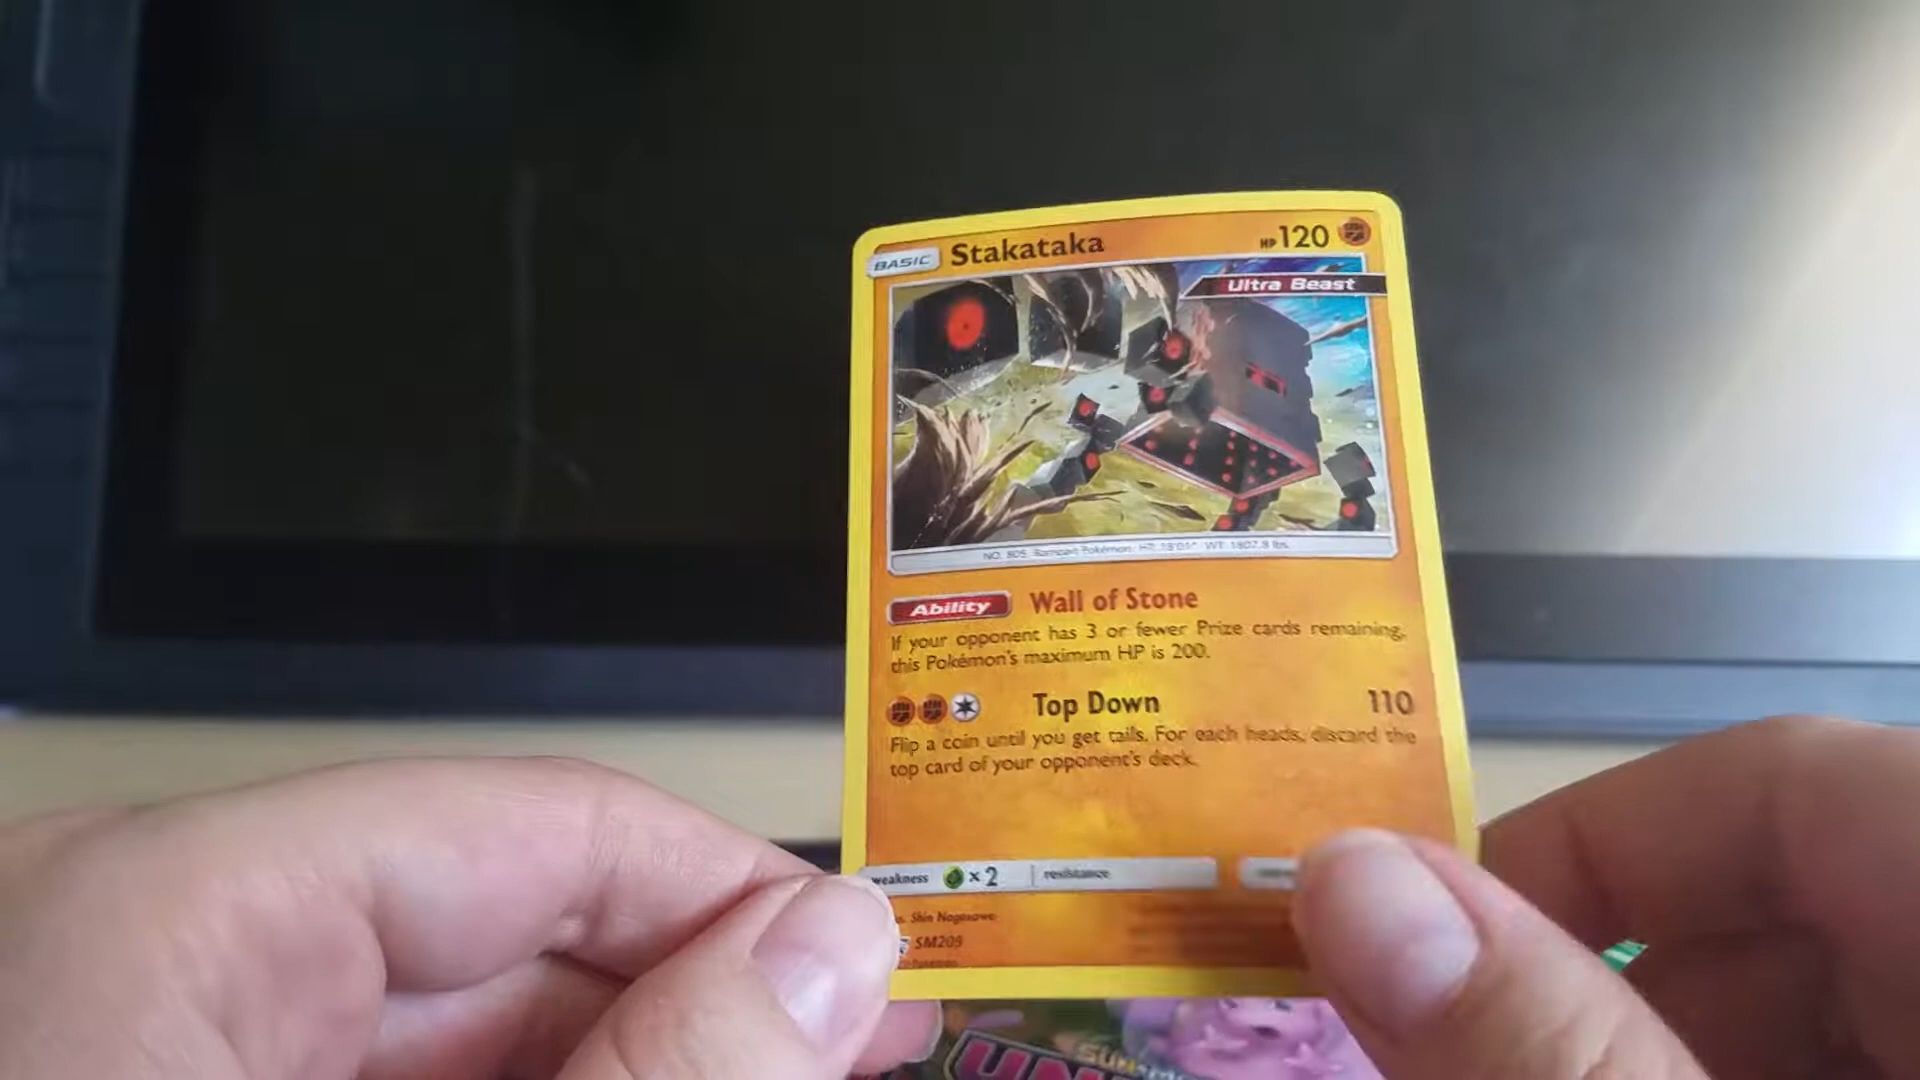 BASIC Stakataka HP 120
Ultra Beast
NO. 805 Rampart Pokémon HT: 18'01" WT: 1807.8 lbs.
Ability Wall of Stone
If your opponent has 3 or fewer Prize cards remaining,
this Pokémon's maximum HP is 200.
Top Down 110
Flip a coin until you get tails. For each heads, discard the
top card of your opponent's deck.
weakness ×2 resistance
Shin Nagasawa
SM209